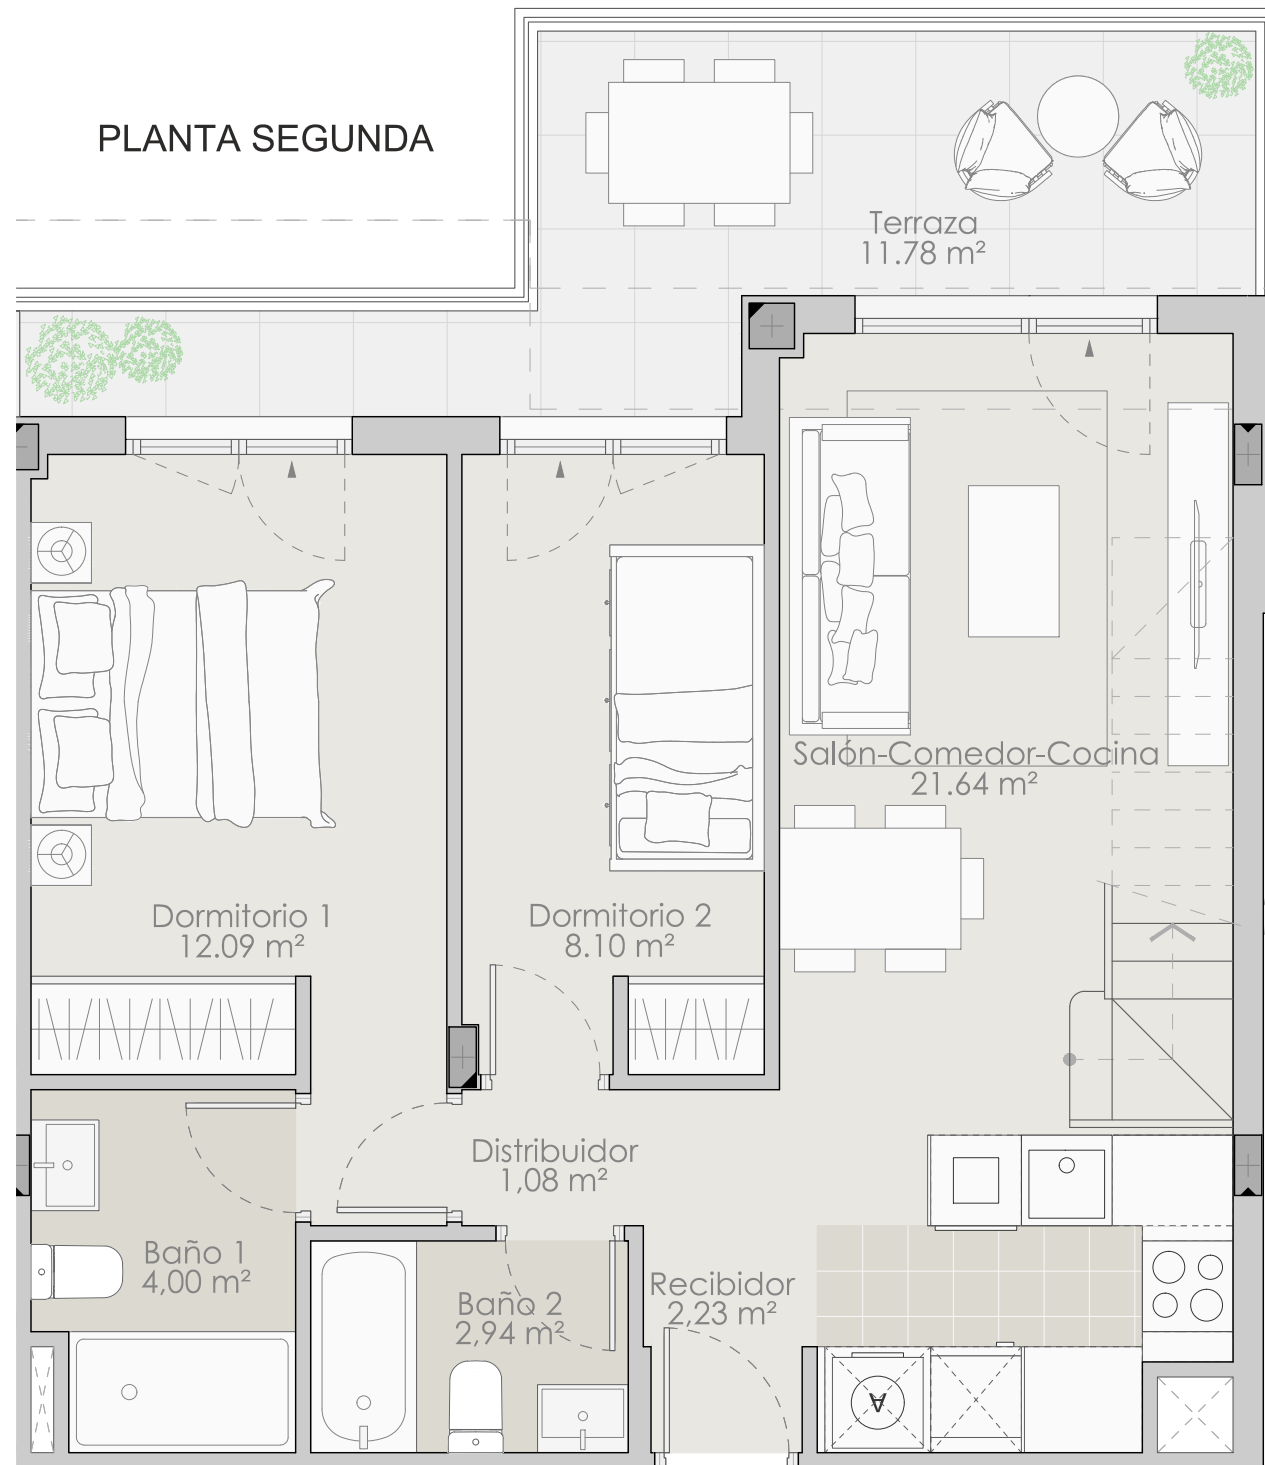 PLANTA SEGUNDA
Terraza
11.78 m²
Salón-Comedor-Cocina
21.64 m²
Dormitorio 1
12.09 m²
Dormitorio 2
8.10 m²
Distribuidor
1,08 m²
Baño 1
4,00 m²
Baño 2
2,94 m²
Recibidor
2,23 m²
A